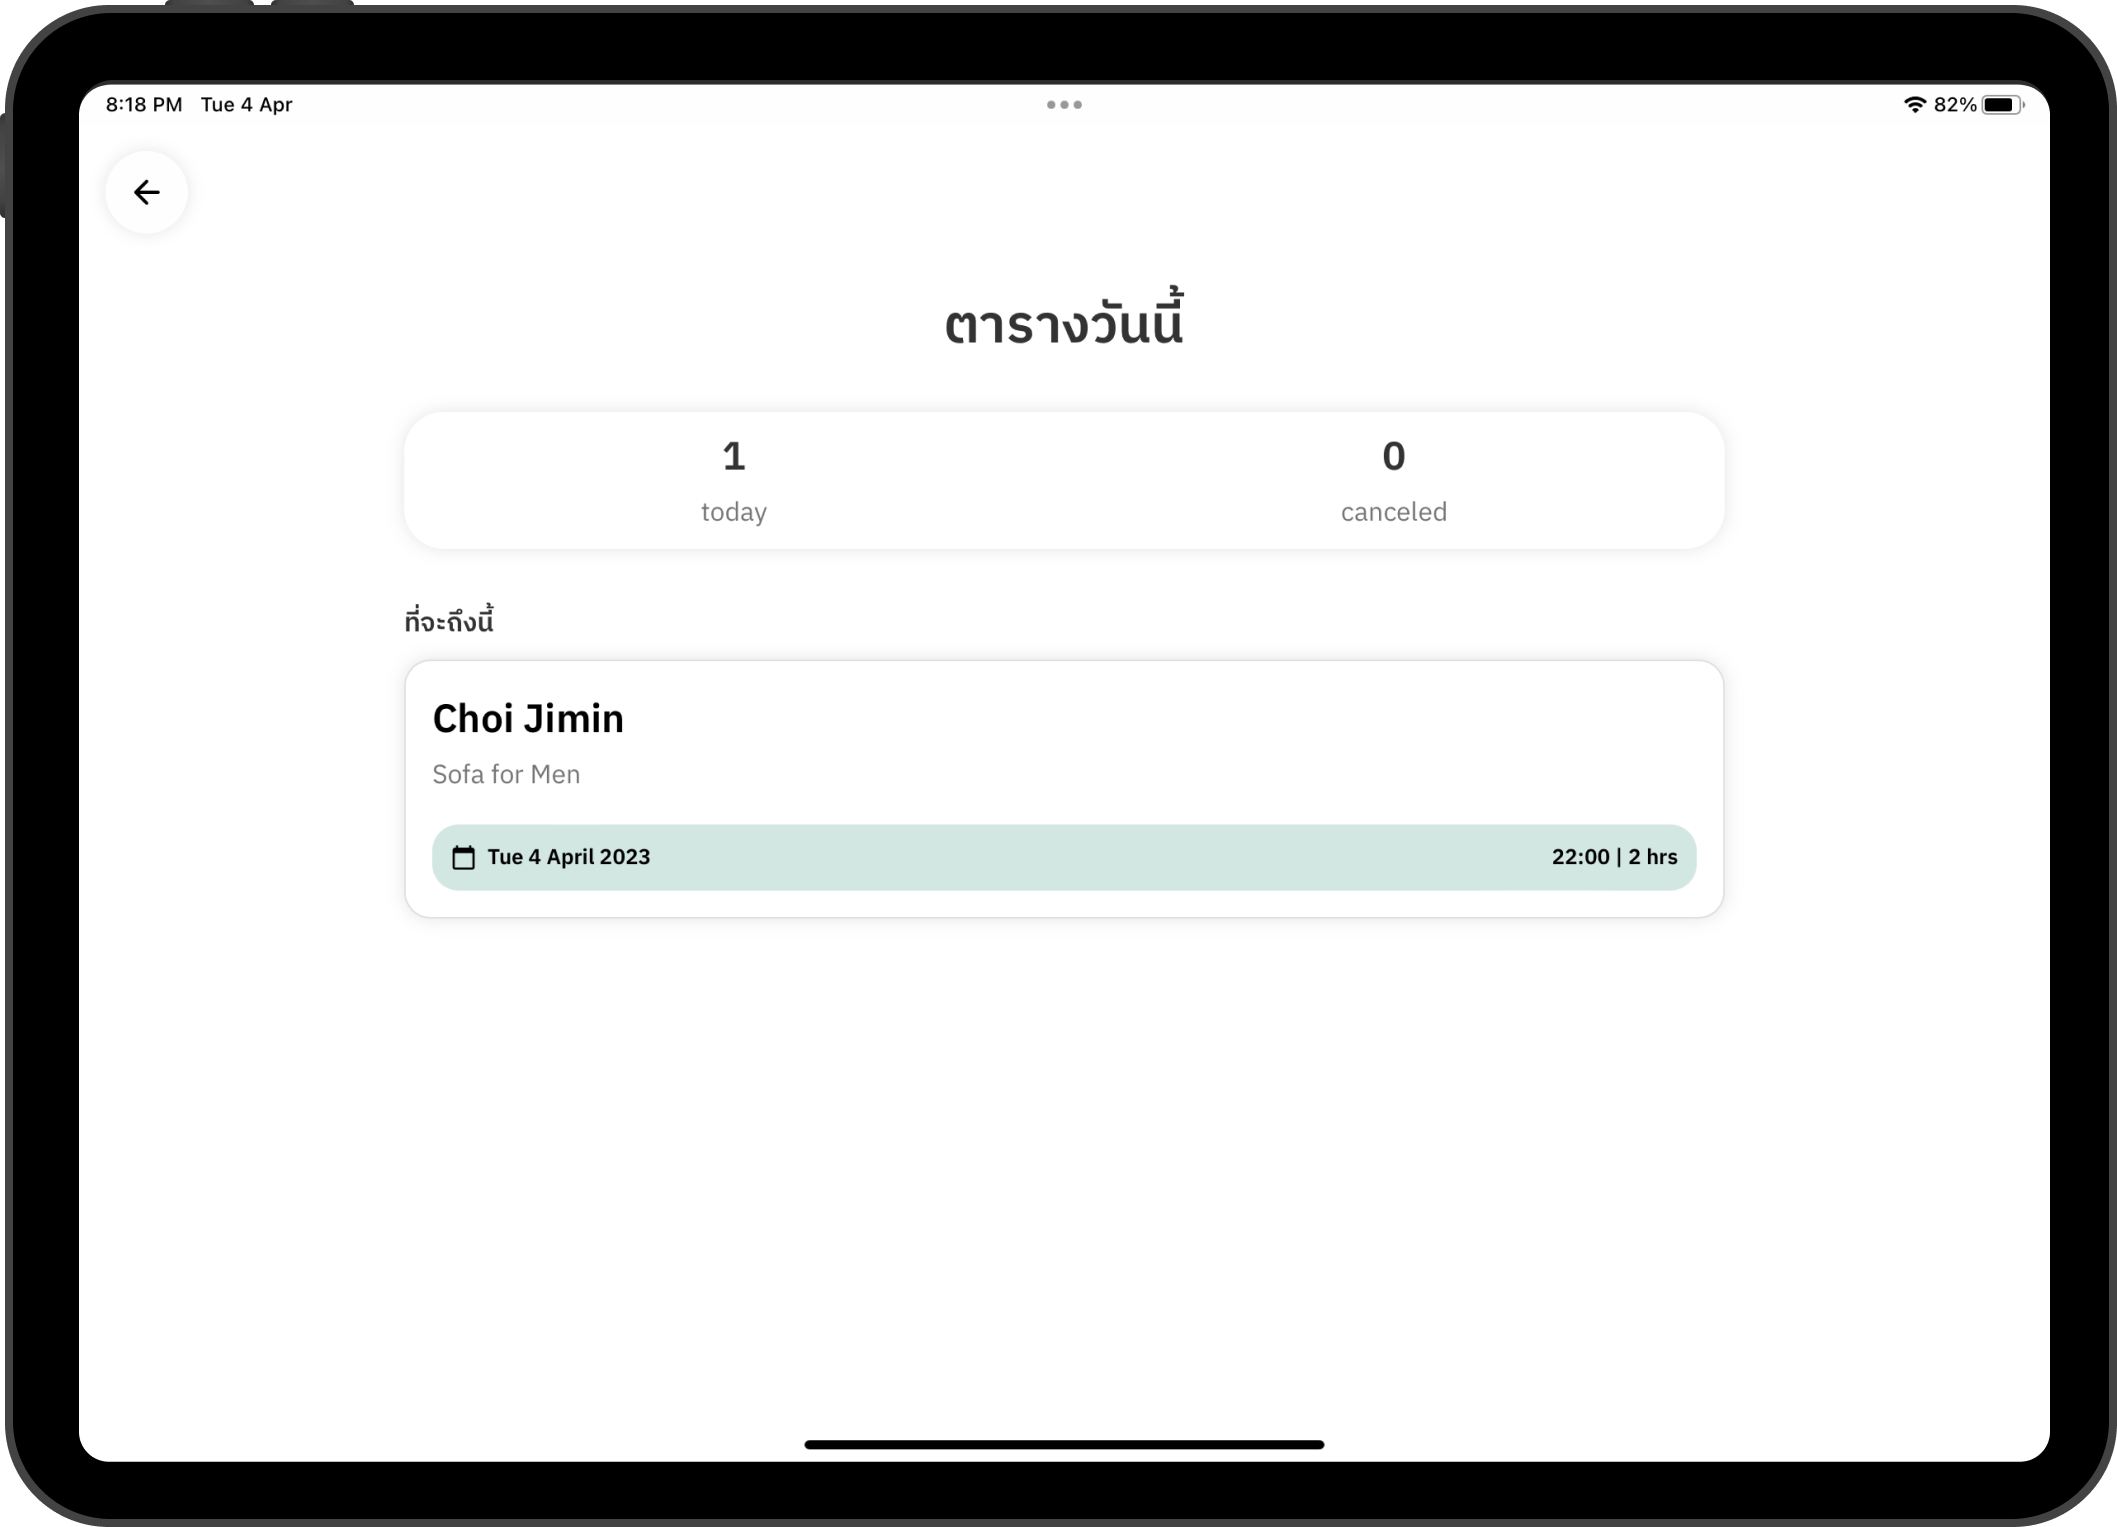 8:18 PM Tue 4 Apr 82%
ตารางวันนี้
1 0
today canceled
ที่จะถึงนี้
Choi Jimin
Sofa for Men
Tue 4 April 2023 22:00 | 2 hrs